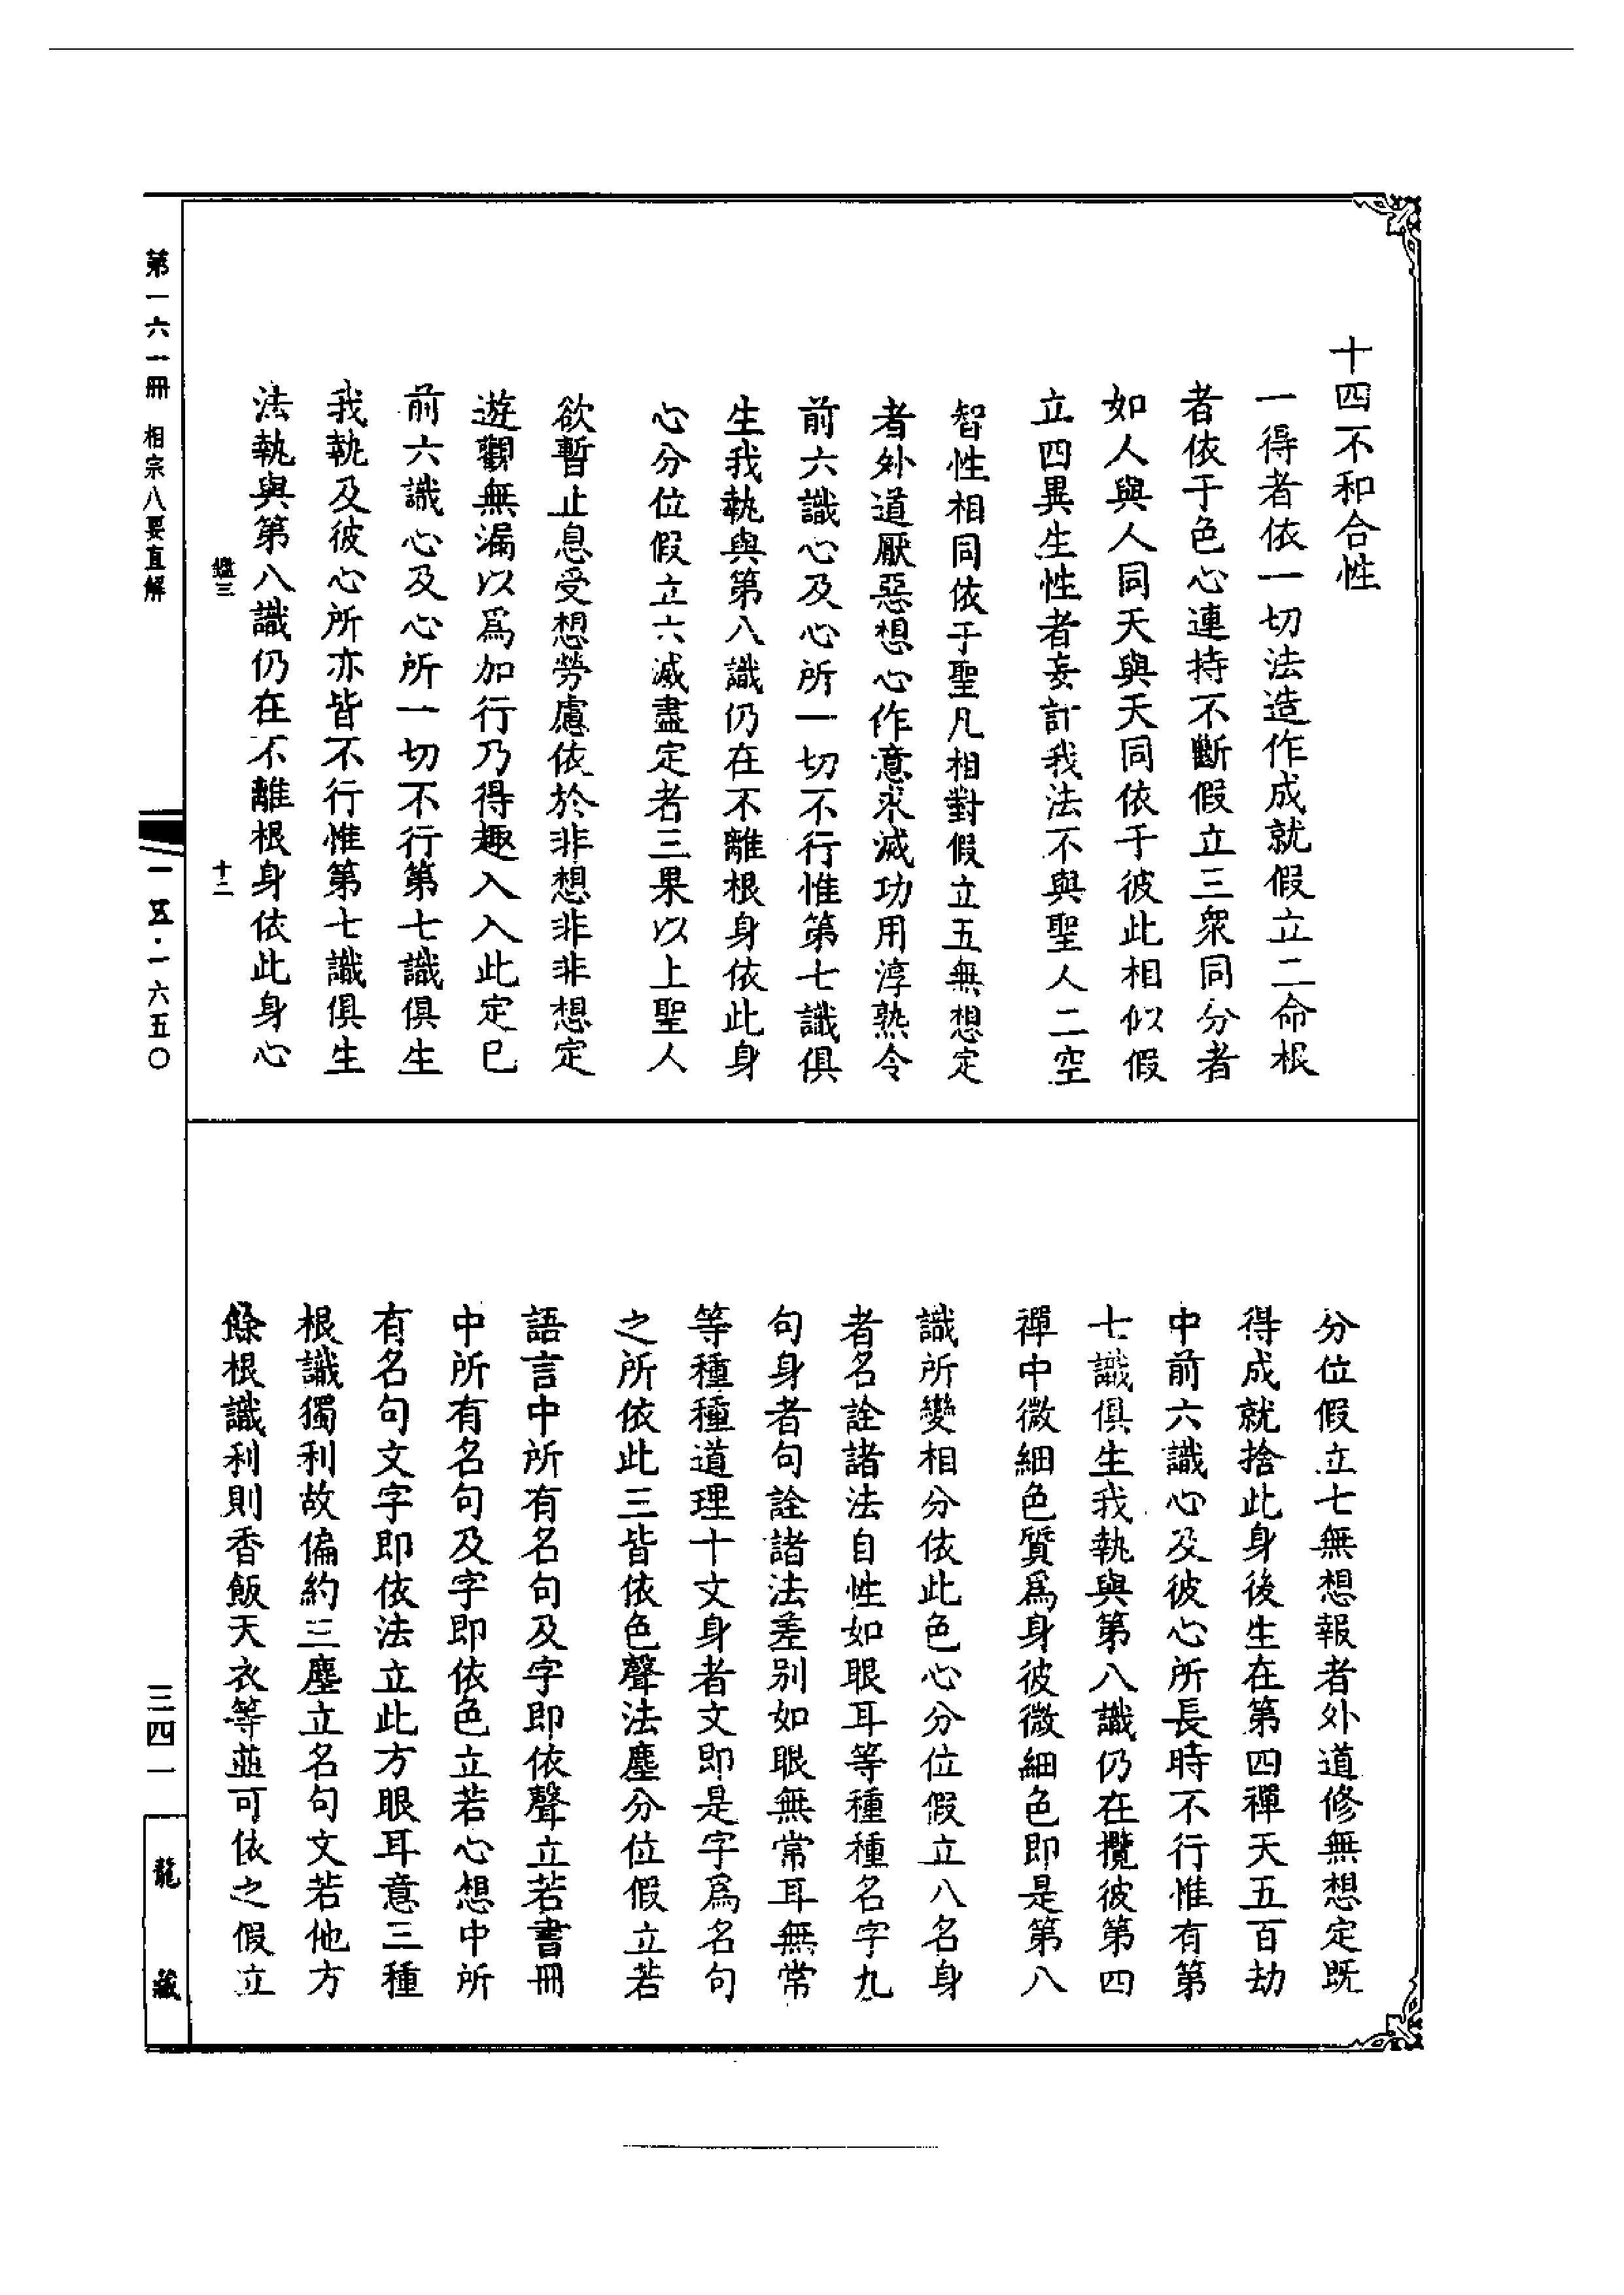 十四不和合性
一得者依一切法造作成就假立二命根
者依于色心連持不斷假立三衆同分者
如人與人同天與天同依于彼此相似假
立四異生性者妄計我法不與聖人二空
智性相同依于聖凡相對假立五無想定
者外道厭惡想心作意求滅功用淳熟令
前六識心及心所一切不行惟第七識俱
生我執與第八識仍在不離根身依此身
心分位假立六滅盡定者三果以上聖人
欲暫止息受想勞慮依於非想非非想定
遊觀無漏以爲加行乃得趣入入此定已
前六識心及心所一切不行第七識俱生
我執及彼心所亦皆不行惟第七識俱生
法執與第八識仍在不離根身依此身心
分位假立七無想報者外道修無想定既
得成就捨此身後生在第四禪天五百劫
中前六識心及彼心所長時不行惟有第
七識俱生我執與第八識仍在攬彼第四
禪中微細色質爲身彼微細色即是第八
識所變相分依此色心分位假立八名身
者名詮諸法自性如眼耳等種種名字九
句身者句詮諸法差別如眼無常耳無常
等種種道理十文身者文即是字爲名句
之所依此三皆依色聲法塵分位假立若
語言中所有名句及字即依聲立若書冊
中所有名句及字即依色立若心想中所
有名句文字即依法立此方眼耳意三種
根識獨利故偏約三塵立名句文若他方
餘根識利則香飯天衣等並可依之假立
第一六一冊 相宗八要直解
一五·一六五〇
三四一
龍藏
十二